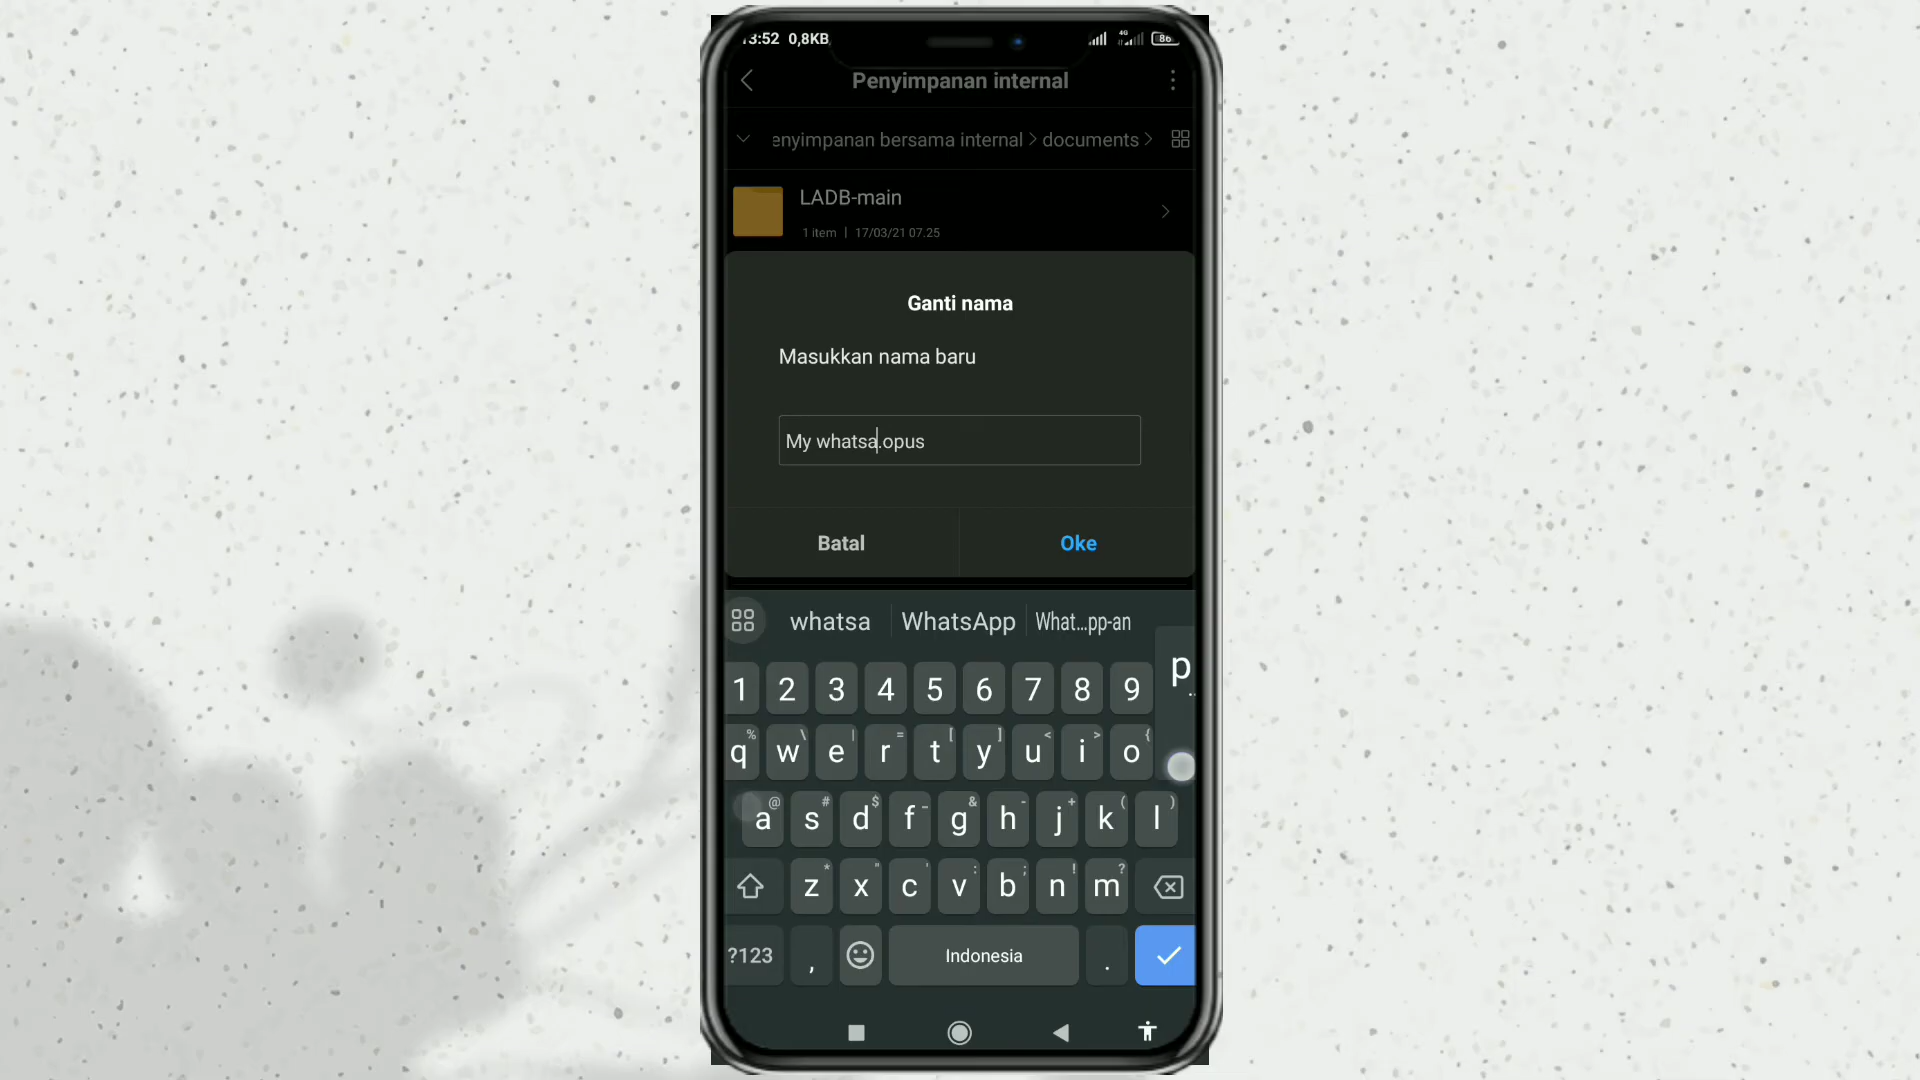 13:52 0,8KB 4G 86
Penyimpanan internal
enyimpanan bersama internal > documents >
LADB-main
1 item | 17/03/21 07.25
Ganti nama
Masukkan nama baru
My whatsa.opus
Batal Oke
whatsa WhatsApp What...pp-an
1 2 3 4 5 6 7 8 9 p
q w e r t y u i o
a s d f g h j k l
z x c v b n m
?123 , Indonesia .